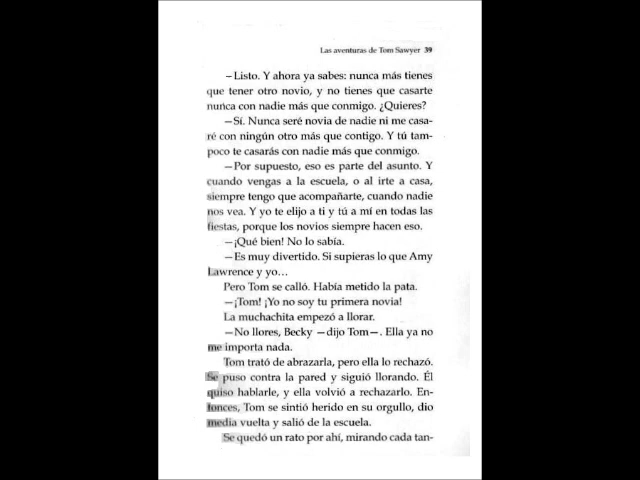 Las aventuras de Tom Sawyer 39
—Listo. Y ahora ya sabes: nunca más tienes
que tener otro novio, y no tienes que casarte
nunca con nadie más que conmigo. ¿Quieres?
—Sí. Nunca seré novia de nadie ni me casa-
ré con ningún otro más que contigo. Y tú tam-
poco te casarás con nadie más que conmigo.
—Por supuesto, eso es parte del asunto. Y
cuando vengas a la escuela, o al irte a casa,
siempre tengo que acompañarte, cuando nadie
nos vea. Y yo te elijo a ti y tú a mí en todas las
fiestas, porque los novios siempre hacen eso.
—¡Qué bien! No lo sabía.
—Es muy divertido. Si supieras lo que Amy
Lawrence y yo...
Pero Tom se calló. Había metido la pata.
—¡Tom! ¡Yo no soy tu primera novia!
La muchachita empezó a llorar.
—No llores, Becky —dijo Tom—. Ella ya no
me importa nada.
Tom trató de abrazarla, pero ella lo rechazó.
Se puso contra la pared y siguió llorando. Él
quiso hablarle, y ella volvió a rechazarlo. En-
tonces, Tom se sintió herido en su orgullo, dio
media vuelta y salió de la escuela.
Se quedó un rato por ahí, mirando cada tan-